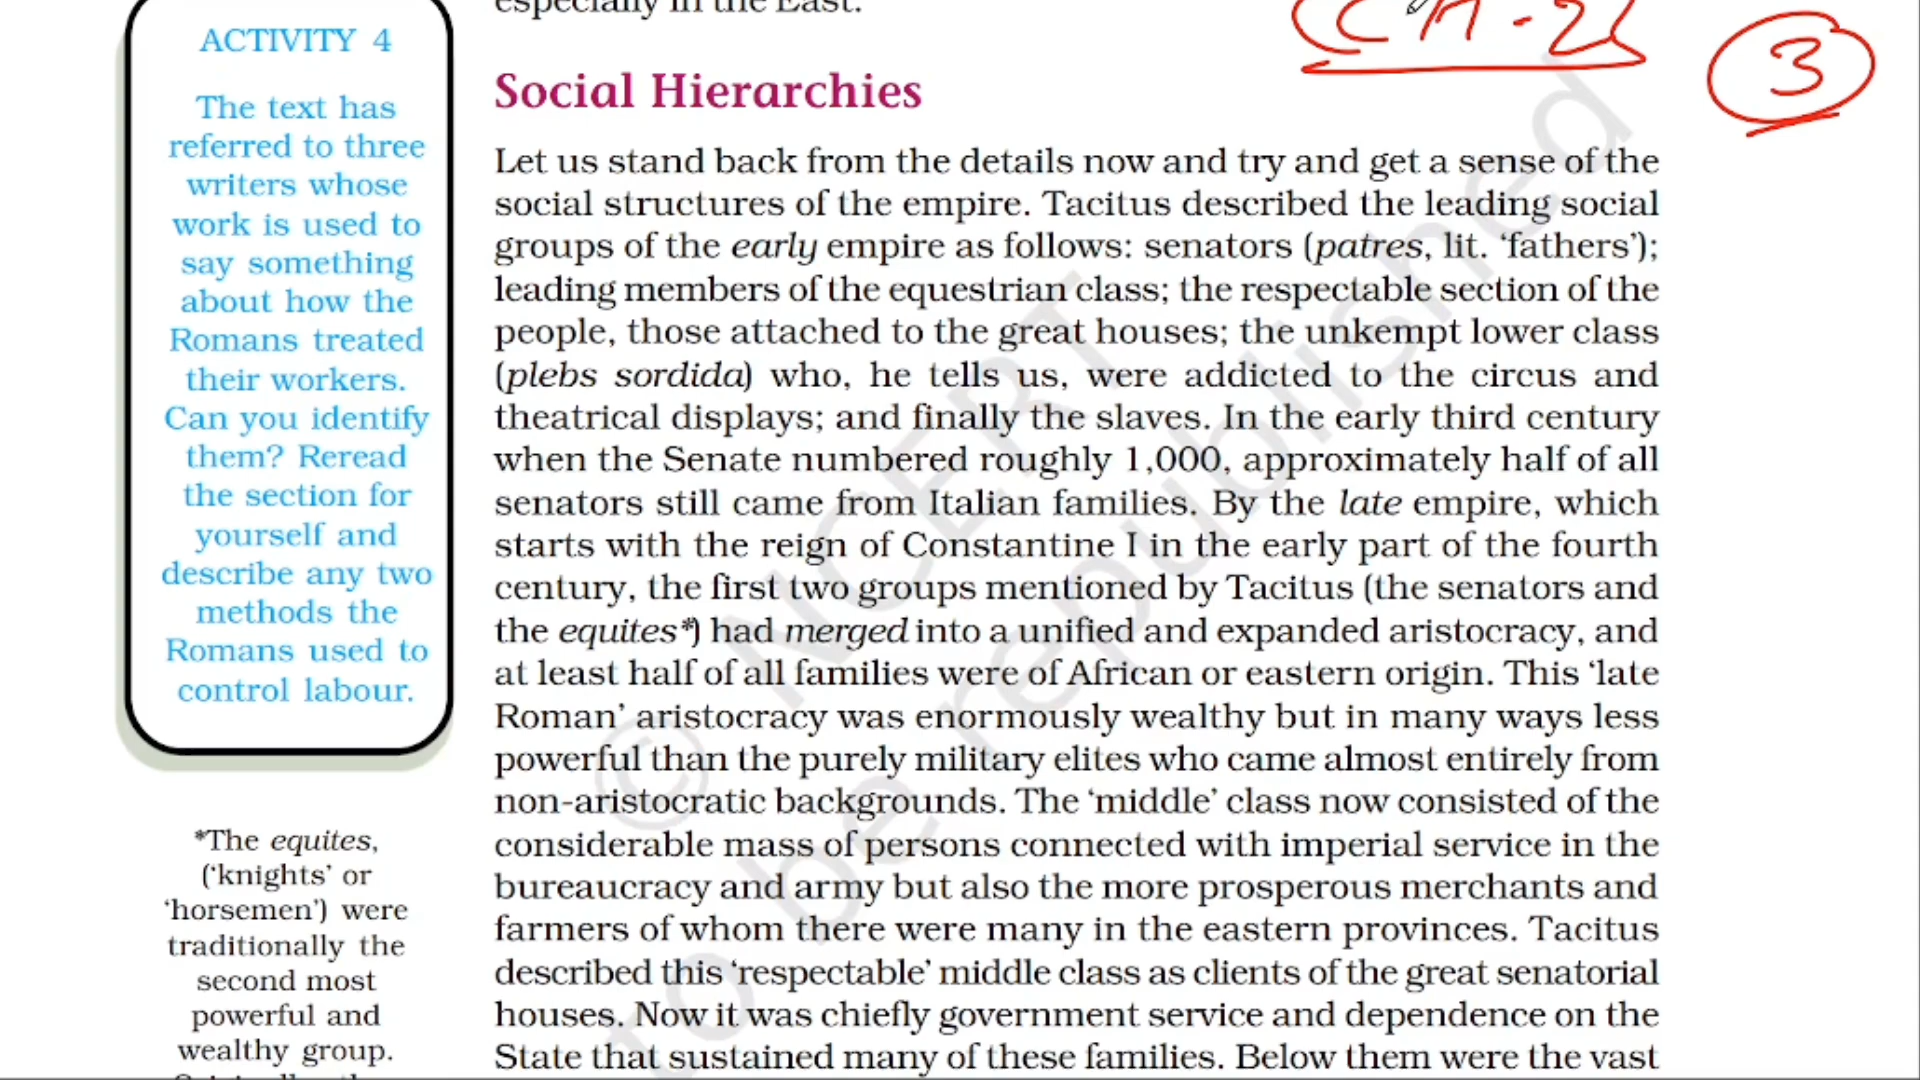 especially in the East.
CH-2
3
ACTIVITY 4
The text has
referred to three
writers whose
work is used to
say something
about how the
Romans treated
their workers.
Can you identify
them? Reread
the section for
yourself and
describe any two
methods the
Romans used to
control labour.
*The equites,
(‘knights’ or
‘horsemen’) were
traditionally the
second most
powerful and
wealthy group.
Social Hierarchies
Let us stand back from the details now and try and get a sense of the
social structures of the empire. Tacitus described the leading social
groups of the early empire as follows: senators (patres, lit. ‘fathers’);
leading members of the equestrian class; the respectable section of the
people, those attached to the great houses; the unkempt lower class
(plebs sordida) who, he tells us, were addicted to the circus and
theatrical displays; and finally the slaves. In the early third century
when the Senate numbered roughly 1,000, approximately half of all
senators still came from Italian families. By the late empire, which
starts with the reign of Constantine I in the early part of the fourth
century, the first two groups mentioned by Tacitus (the senators and
the equites*) had merged into a unified and expanded aristocracy, and
at least half of all families were of African or eastern origin. This ‘late
Roman’ aristocracy was enormously wealthy but in many ways less
powerful than the purely military elites who came almost entirely from
non-aristocratic backgrounds. The ‘middle’ class now consisted of the
considerable mass of persons connected with imperial service in the
bureaucracy and army but also the more prosperous merchants and
farmers of whom there were many in the eastern provinces. Tacitus
described this ‘respectable’ middle class as clients of the great senatorial
houses. Now it was chiefly government service and dependence on the
State that sustained many of these families. Below them were the vast
© NCERT
to be republished